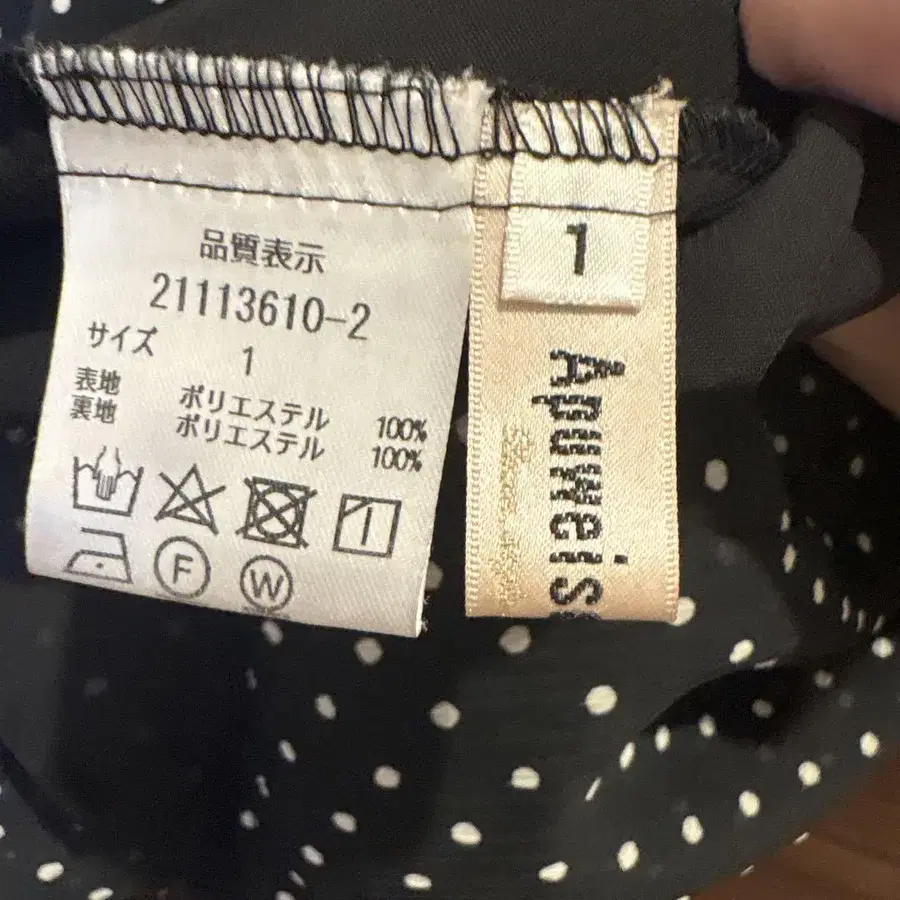 品質表示
21113610-2
サイズ 1
表地 ポリエステル 100%
裏地 ポリエステル 100%
F W
1
Apuweis